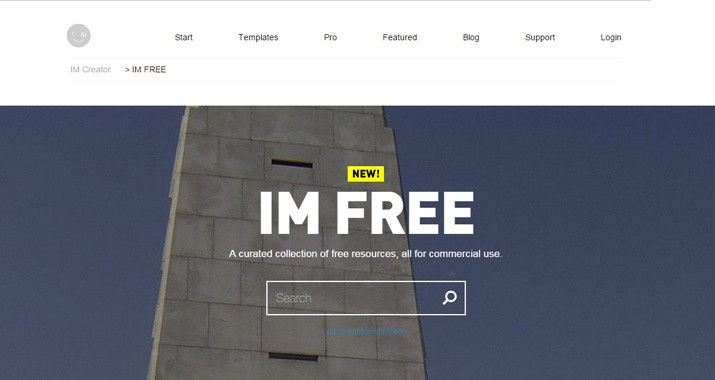 Start Templates Pro Featured Blog Support Login
IM Creator > IM FREE
NEW!
IM FREE
A curated collection of free resources, all for commercial use.
Search